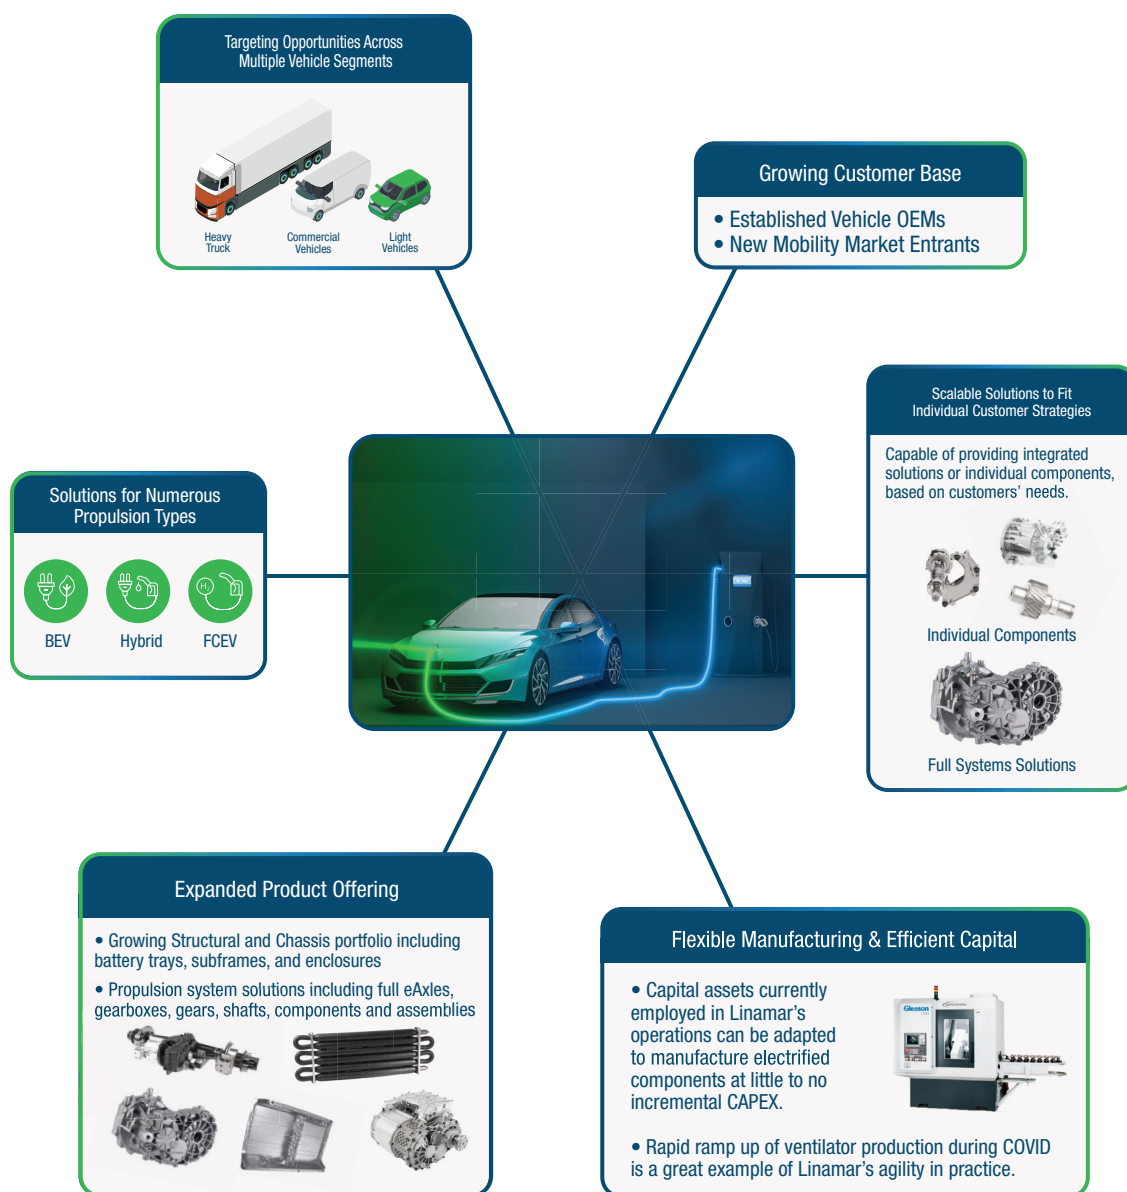 Targeting Opportunities Across
Multiple Vehicle Segments
Heavy
Truck
Commercial
Vehicles
Light
Vehicles
Growing Customer Base
• Established Vehicle OEMs
• New Mobility Market Entrants
Scalable Solutions to Fit
Individual Customer Strategies
Capable of providing integrated
solutions or individual components,
based on customers’ needs.
Individual Components
Full Systems Solutions
Solutions for Numerous
Propulsion Types
H₂
BEV
Hybrid
FCEV
Expanded Product Offering
• Growing Structural and Chassis portfolio including
battery trays, subframes, and enclosures
• Propulsion system solutions including full eAxles,
gearboxes, gears, shafts, components and assemblies
Flexible Manufacturing & Efficient Capital
• Capital assets currently
employed in Linamar’s
operations can be adapted
to manufacture electrified
components at little to no
incremental CAPEX.
Gleason
• Rapid ramp up of ventilator production during COVID
is a great example of Linamar’s agility in practice.